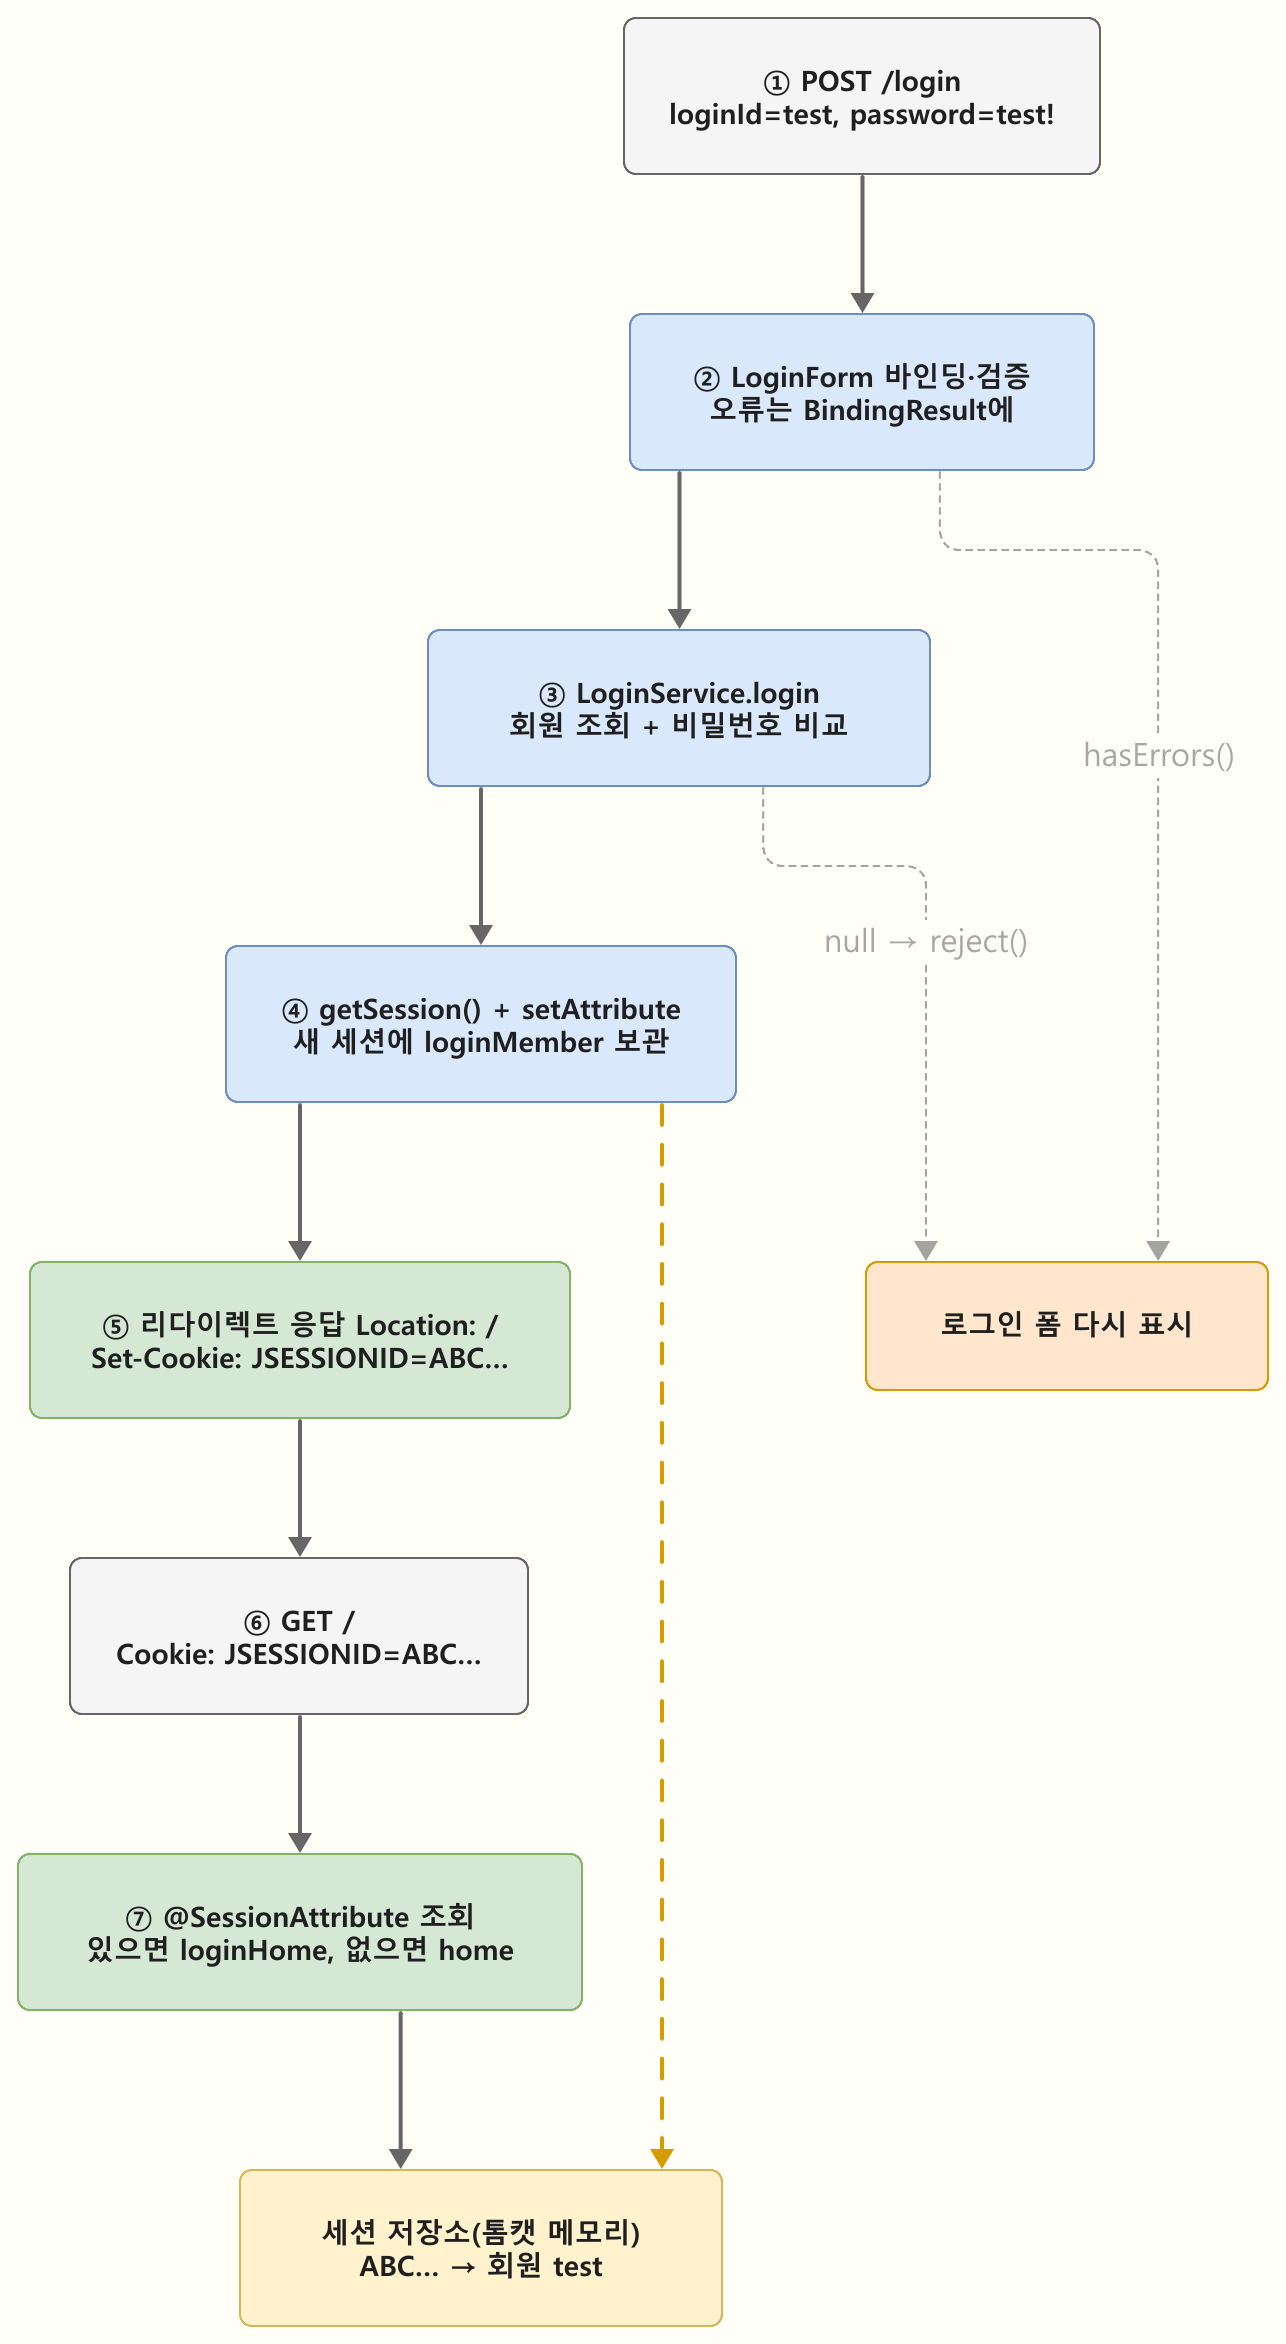 ① POST /login
loginId=test, password=test!
② LoginForm 바인딩·검증
오류는 BindingResult에
③ LoginService.login
회원 조회 + 비밀번호 비교
hasErrors()
null → reject()
④ getSession() + setAttribute
새 세션에 loginMember 보관
⑤ 리다이렉트 응답 Location: /
Set-Cookie: JSESSIONID=ABC...
로그인 폼 다시 표시
⑥ GET /
Cookie: JSESSIONID=ABC...
⑦ @SessionAttribute 조회
있으면 loginHome, 없으면 home
세션 저장소(톰캣 메모리)
ABC... → 회원 test